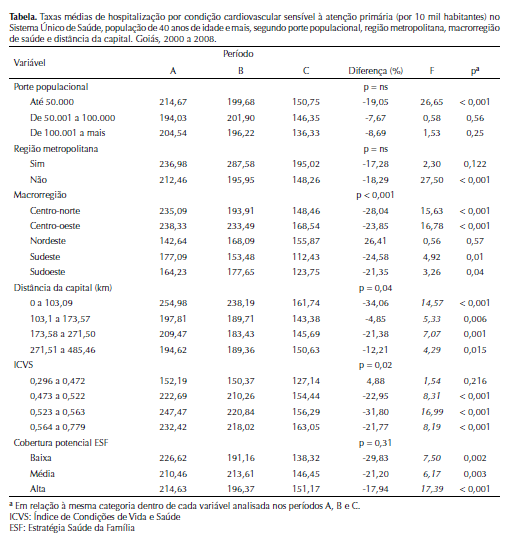 Tabela. Taxas médias de hospitalização por condição cardiovascular sensível à atenção primária (por 10 mil habitantes) no
Sistema Único de Saúde, população de 40 anos de idade e mais, segundo porte populacional, região metropolitana, macrorregião
de saúde e distância da capital. Goiás, 2000 a 2008.
Variável Período
A B C Diferença (%) F pª
Porte populacional p = ns
Até 50.000 214,67 199,68 150,75 -19,05 26,65 < 0,001
De 50.001 a 100.000 194,03 201,90 146,35 -7,67 0,58 0,56
De 100.001 a mais 204,54 196,22 136,33 -8,69 1,53 0,25
Região metropolitana p = ns
Sim 236,98 287,58 195,02 -17,28 2,30 0,122
Não 212,46 195,95 148,26 -18,29 27,50 < 0,001
Macrorregião p < 0,001
Centro-norte 235,09 193,91 148,46 -28,04 15,63 < 0,001
Centro-oeste 238,33 233,49 168,54 -23,85 16,78 < 0,001
Nordeste 142,64 168,09 155,87 26,41 0,56 0,57
Sudeste 177,09 153,48 112,43 -24,58 4,92 0,01
Sudoeste 164,23 177,65 123,75 -21,35 3,26 0,04
Distância da capital (km) p = 0,04
0 a 103,09 254,98 238,19 161,74 -34,06 14,57 < 0,001
103,1 a 173,57 197,81 189,71 143,38 -4,85 5,33 0,006
173,58 a 271,50 209,47 183,43 145,69 -21,38 7,07 0,001
271,51 a 485,46 194,62 189,36 150,63 -12,21 4,29 0,015
ICVS p = 0,02
0,296 a 0,472 152,19 150,37 127,14 4,88 1,54 0,216
0,473 a 0,522 222,69 210,26 154,44 -22,95 8,31 < 0,001
0,523 a 0,563 247,47 220,84 156,29 -31,80 16,99 < 0,001
0,564 a 0,779 232,42 218,02 163,05 -21,77 8,19 < 0,001
Cobertura potencial ESF p = 0,31
Baixa 226,62 191,16 138,32 -29,83 7,50 0,002
Média 210,46 213,61 146,45 -21,20 6,17 0,003
Alta 214,63 196,37 151,17 -17,94 17,39 < 0,001
ª Em relação à mesma categoria dentro de cada variável analisada nos períodos A, B e C.
ICVS: Índice de Condições de Vida e Saúde
ESF: Estratégia Saúde da Família